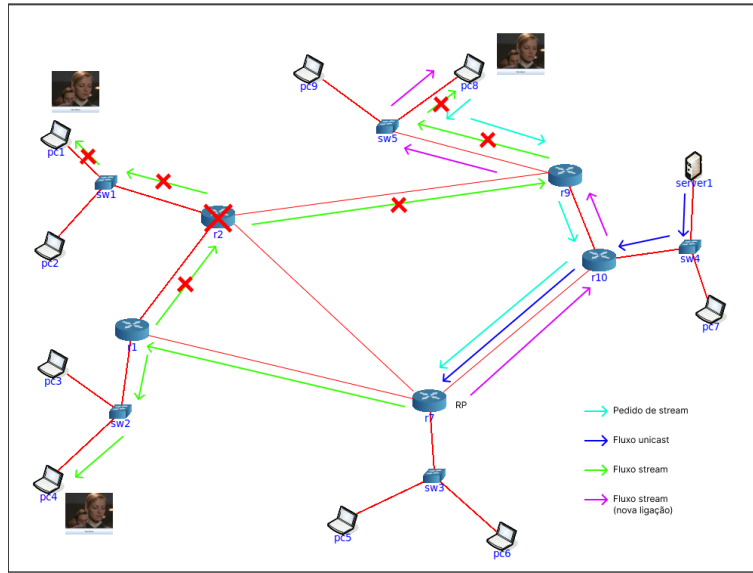 pc9
pc8
pc1
sw5
sw1
r9
server1
pc2
r2
sw4
r10
pc7
r1
pc3
r7
RP
sw2
pc4
sw3
pc5
pc6
Pedido de stream
Fluxo unicast
Fluxo stream
Fluxo stream
(nova ligação)